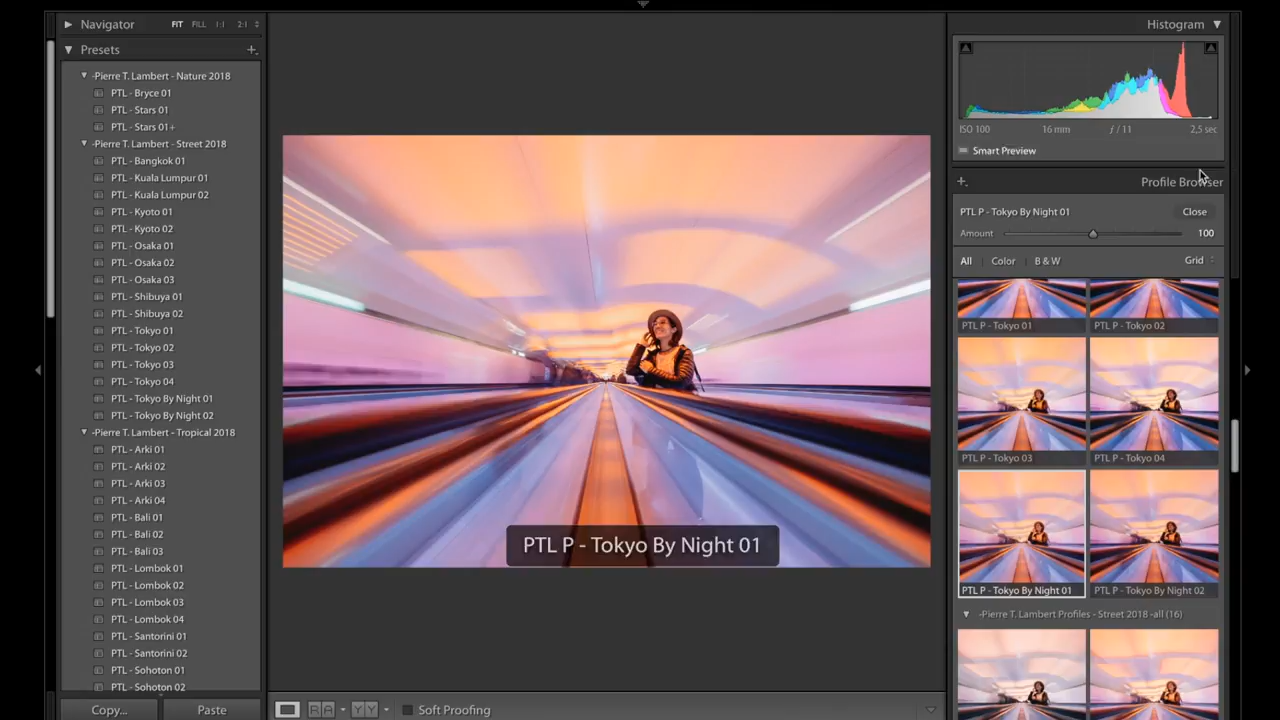 Navigator
FIT FILL 1:1 2:1
Presets
-Pierre T. Lambert - Nature 2018
PTL - Bryce 01
PTL - Stars 01
PTL - Stars 01+
-Pierre T. Lambert - Street 2018
PTL - Bangkok 01
PTL - Kuala Lumpur 01
PTL - Kuala Lumpur 02
PTL - Kyoto 01
PTL - Kyoto 02
PTL - Osaka 01
PTL - Osaka 02
PTL - Osaka 03
PTL - Shibuya 01
PTL - Shibuya 02
PTL - Tokyo 01
PTL - Tokyo 02
PTL - Tokyo 03
PTL - Tokyo 04
PTL - Tokyo By Night 01
PTL - Tokyo By Night 02
-Pierre T. Lambert - Tropical 2018
PTL - Arki 01
PTL - Arki 02
PTL - Arki 03
PTL - Arki 04
PTL - Bali 01
PTL - Bali 02
PTL - Bali 03
PTL - Lombok 01
PTL - Lombok 02
PTL - Lombok 03
PTL - Lombok 04
PTL - Santorini 01
PTL - Santorini 02
PTL - Sohoton 01
PTL - Sohoton 02
Copy... Paste
PTL P - Tokyo By Night 01
RA YY Soft Proofing
Histogram
ISO 100 16 mm ƒ / 11 2,5 sec
Smart Preview
Profile Browser
PTL P - Tokyo By Night 01 Close
Amount 100
All Color B & W Grid
PTL P - Tokyo 01 PTL P - Tokyo 02
PTL P - Tokyo 03 PTL P - Tokyo 04
PTL P - Tokyo By Night 01 PTL P - Tokyo By Night 02
-Pierre T. Lambert Profiles - Street 2018 -all (16)